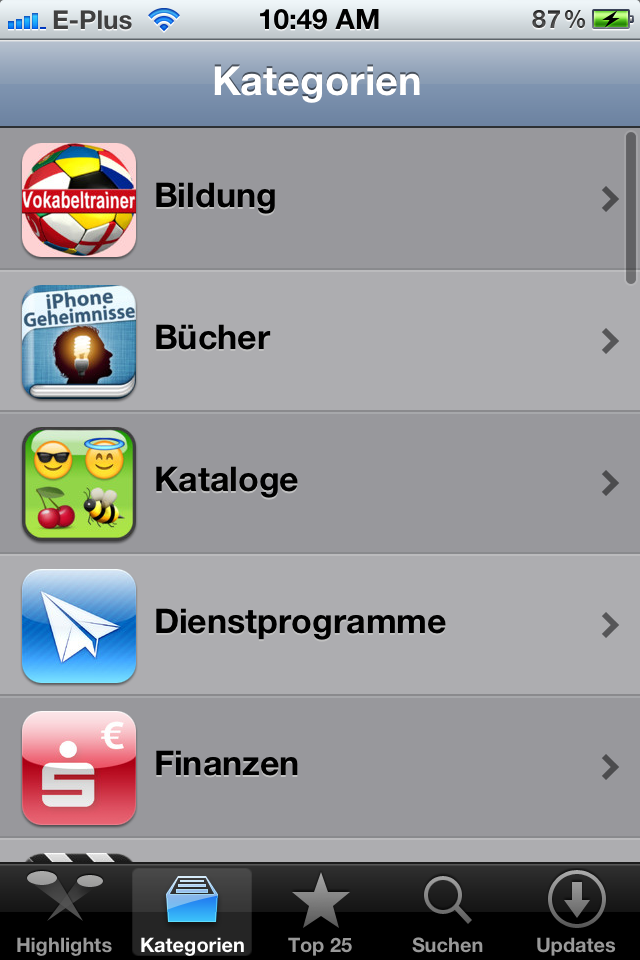 E-Plus 10:49 AM 87%
Kategorien
Vokabeltrainer
Bildung
iPhone
Geheimnisse
Bücher
Kataloge
Dienstprogramme
€
Finanzen
Highlights Kategorien Top 25 Suchen Updates